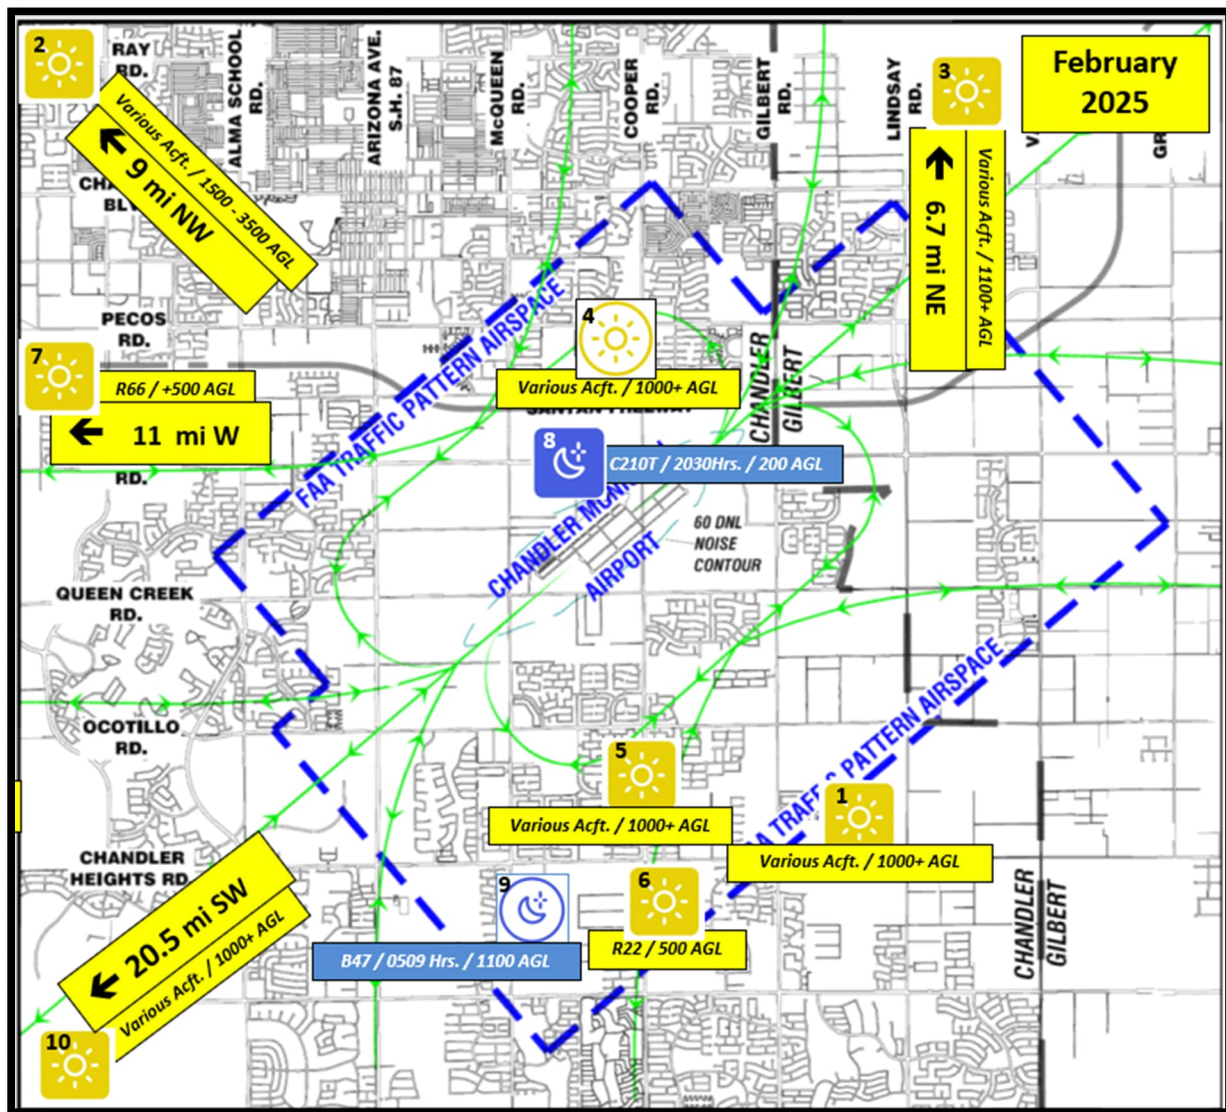 2
RAY
RD.
ALMA SCHOOL
RD.
ARIZONA AVE.
S.H. 87
McQUEEN
RD.
COOPER
RD.
GILBERT
RD.
LINDSAY
RD.
3
February
2025
Various Acft. / 1500 - 3500 AGL
9 mi NW
Various Acft. / 1100+ AGL
6.7 mi NE
PECOS
RD.
FAA TRAFFIC PATTERN AIRSPACE
4
Various Acft. / 1000+ AGL
SANTAN FREEWAY
CHANDLER
GILBERT
7
R66 / +500 AGL
11 mi W
RD.
8
C210T / 2030Hrs. / 200 AGL
CHANDLER MUNI
AIRPORT
60 DNL
NOISE
CONTOUR
QUEEN CREEK
RD.
OCOTILLO
RD.
5
Various Acft. / 1000+ AGL
PATTERN AIRSPACE
1
Various Acft. / 1000+ AGL
CHANDLER
HEIGHTS RD.
20.5 mi SW
Various Acft. / 1000+ AGL
9
B47 / 0509 Hrs. / 1100 AGL
6
R22 / 500 AGL
CHANDLER
GILBERT
10